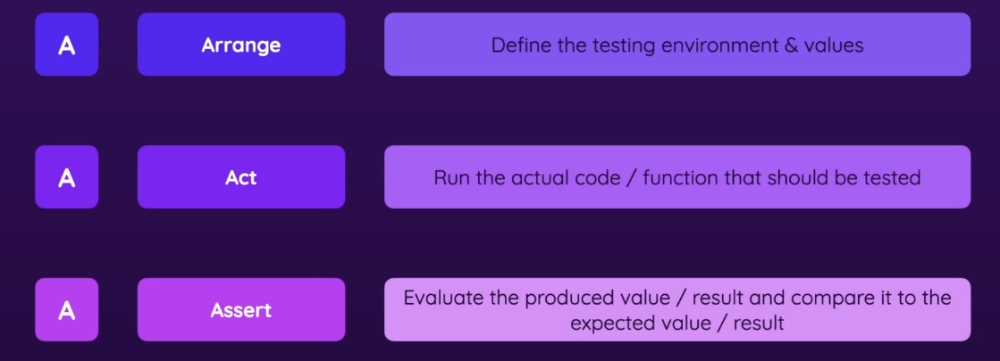 A
Arrange
Define the testing environment & values
A
Act
Run the actual code / function that should be tested
A
Assert
Evaluate the produced value / result and compare it to the
expected value / result